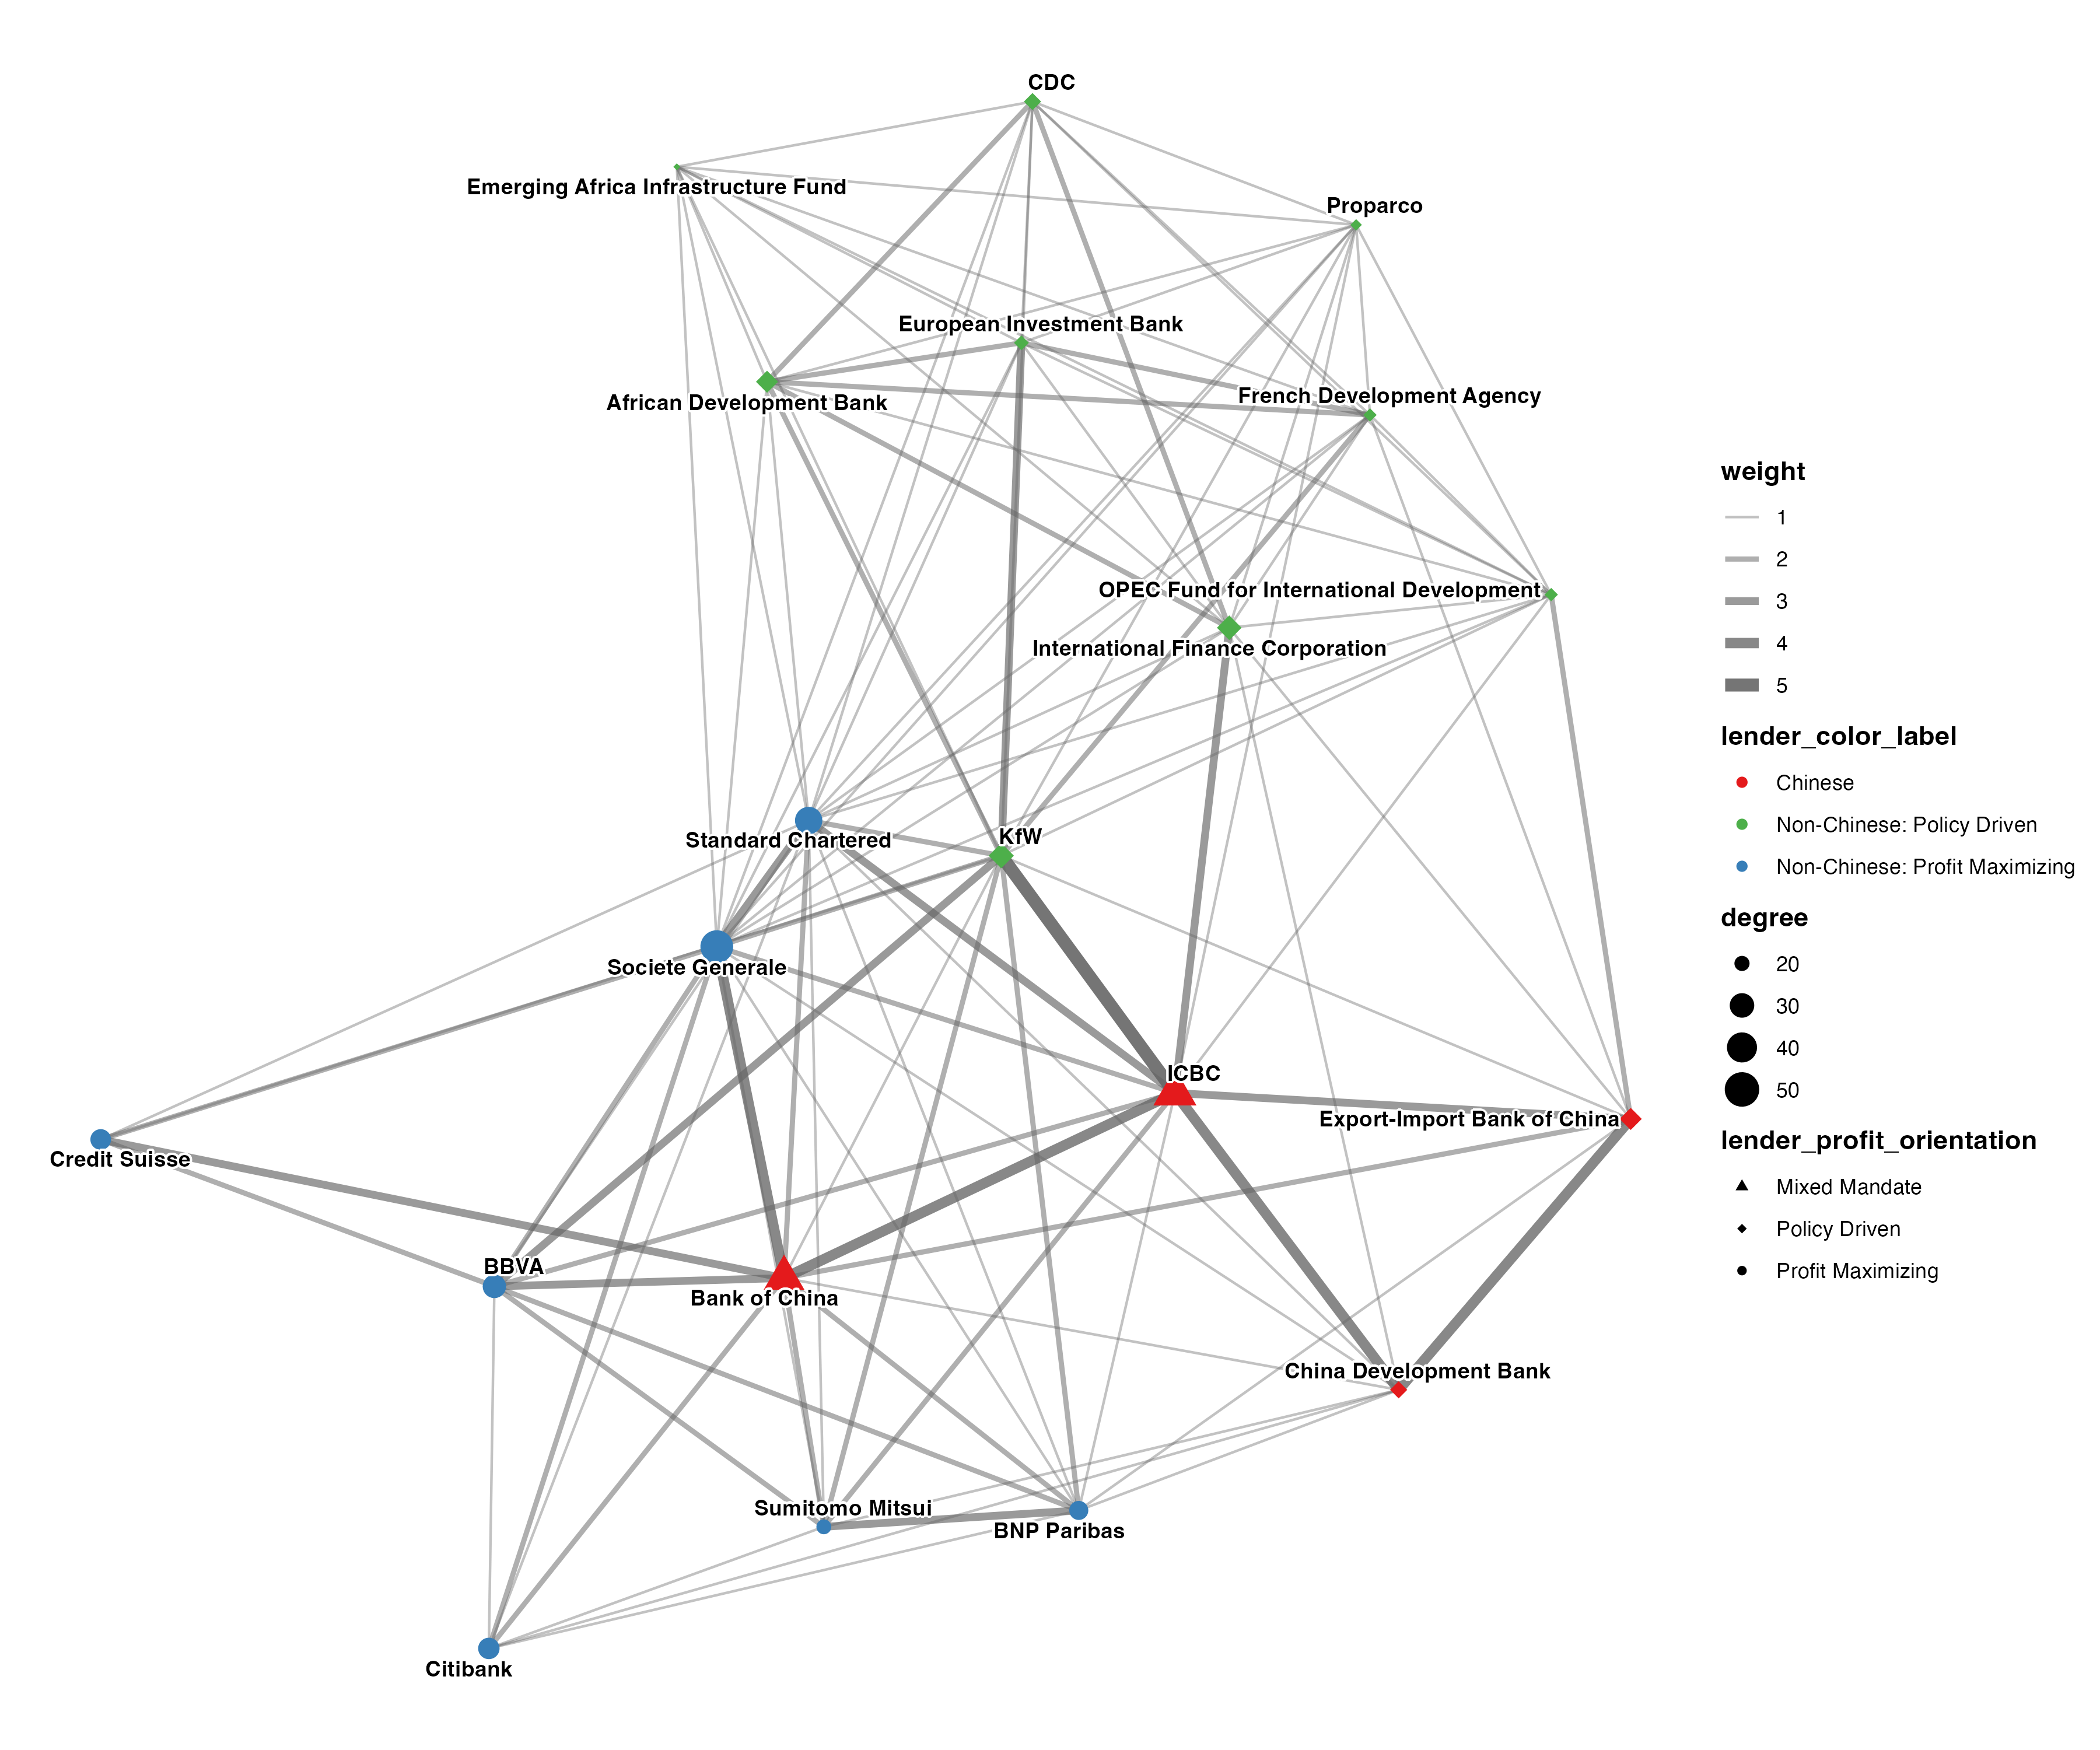 CDC
Emerging Africa Infrastructure Fund
Proparco
European Investment Bank
African Development Bank
French Development Agency
OPEC Fund for International Development
International Finance Corporation
Standard Chartered
KfW
Societe Generale
ICBC
Export-Import Bank of China
Credit Suisse
BBVA
Bank of China
China Development Bank
Sumitomo Mitsui
BNP Paribas
Citibank
weight
1
2
3
4
5
lender_color_label
Chinese
Non-Chinese: Policy Driven
Non-Chinese: Profit Maximizing
degree
20
30
40
50
lender_profit_orientation
Mixed Mandate
Policy Driven
Profit Maximizing